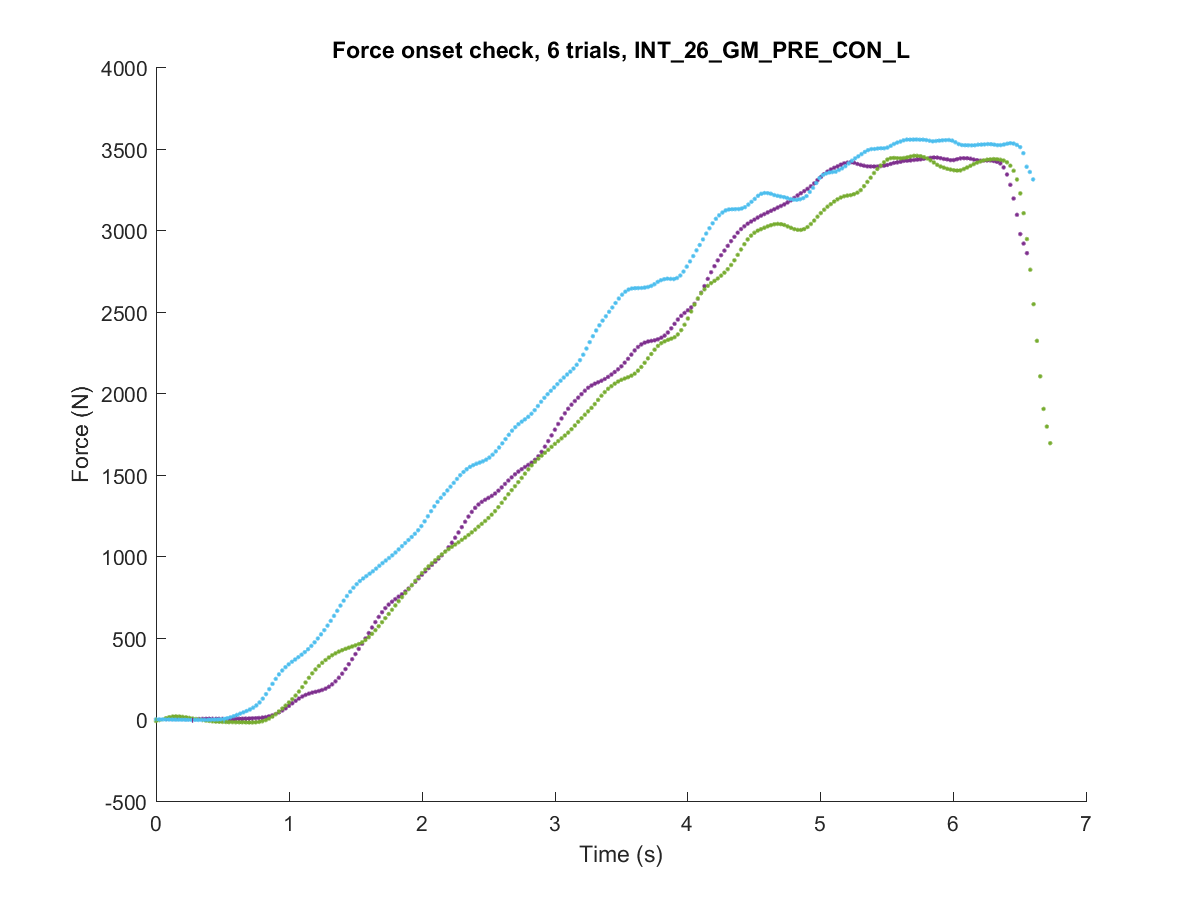 Force onset check, 6 trials, INT_26_GM_PRE_CON_L
4000
3500
3000
2500
2000
1500
1000
500
0
-500
Force (N)
0 1 2 3 4 5 6 7
Time (s)